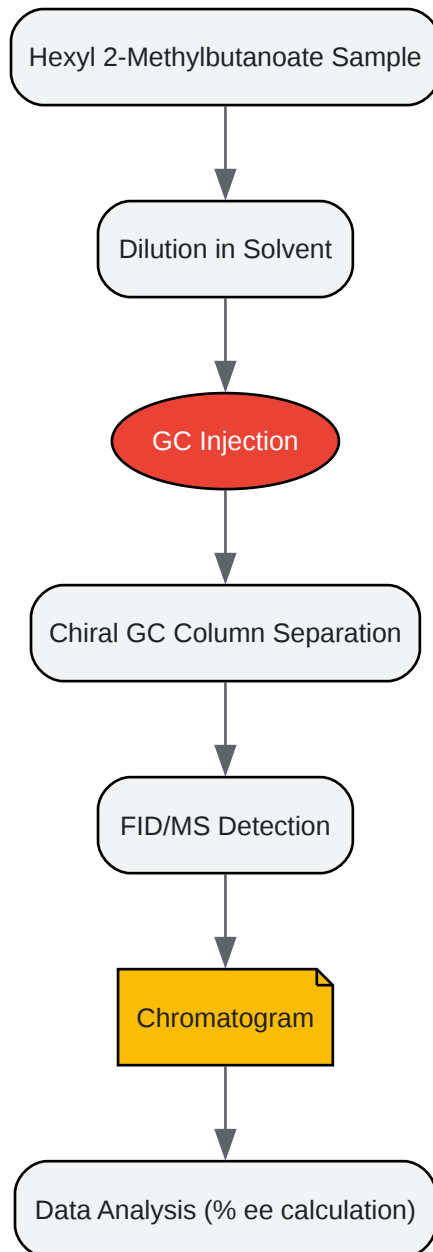 Hexyl 2-Methylbutanoate Sample
Dilution in Solvent
GC Injection
Chiral GC Column Separation
FID/MS Detection
Chromatogram
Data Analysis (% ee calculation)